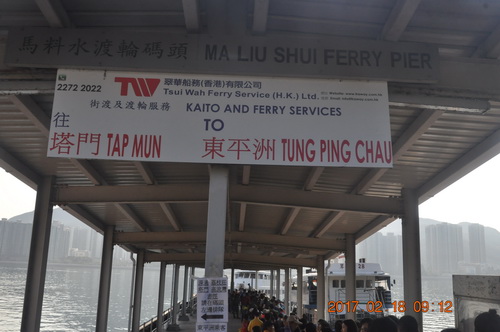 馬料水渡輪碼頭 MA LIU SHUI FERRY PIER
TW 翠華船務(香港)有限公司
2272 2022 Tsui Wah Ferry Service (H.K.) Ltd.
街渡及渡輪服務 KAITO AND FERRY SERVICES
往 TO
塔門 TAP MUN 東平洲 TUNG PING CHAU
2017 02 18 09:12